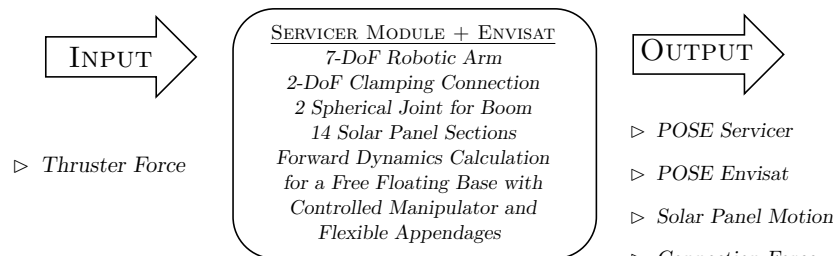 INPUT
▷ Thruster Force
SERVICER MODULE + ENVISAT
7-DoF Robotic Arm
2-DoF Clamping Connection
2 Spherical Joint for Boom
14 Solar Panel Sections
Forward Dynamics Calculation
for a Free Floating Base with
Controlled Manipulator and
Flexible Appendages
OUTPUT
▷ POSE Servicer
▷ POSE Envisat
▷ Solar Panel Motion